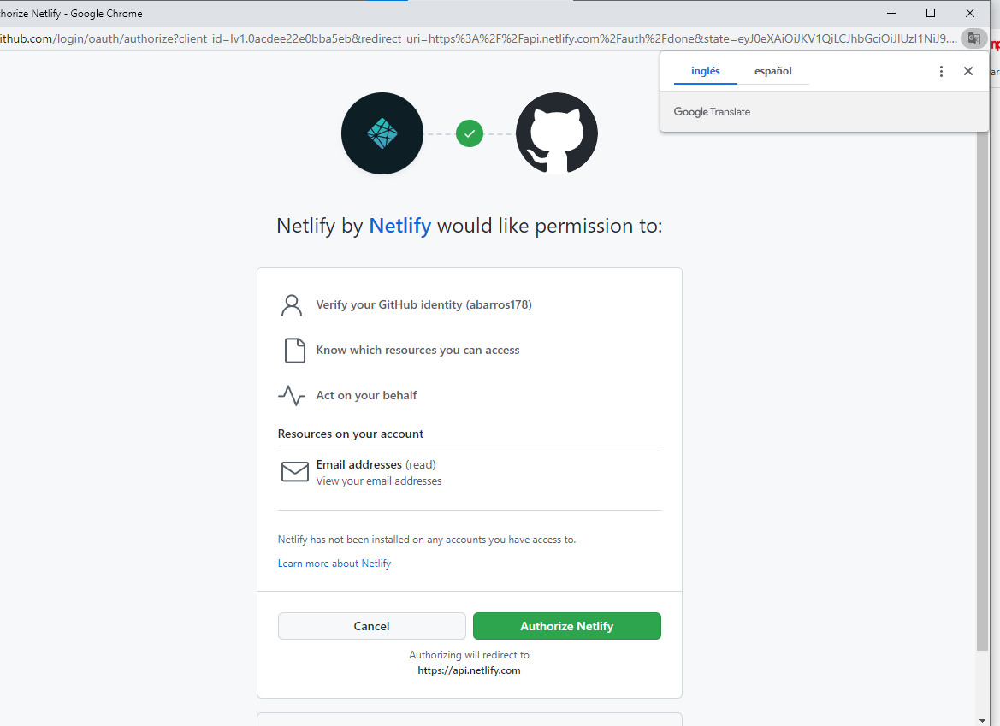 horize Netlify - Google Chrome
ithub.com/login/oauth/authorize?client_id=Iv1.0acdee22e0bba5eb&redirect_uri=https%3A%2F%2Fapi.netlify.com%2Fauth%2Fdone&state=eyJ0eXAiOiJKV1QiLCJhbGciOiJIUzI1NiJ9....
inglés español
Google Translate
Netlify by Netlify would like permission to:
Verify your GitHub identity (abarros178)
Know which resources you can access
Act on your behalf
Resources on your account
Email addresses (read)
View your email addresses
Netlify has not been installed on any accounts you have access to.
Learn more about Netlify
Cancel Authorize Netlify
Authorizing will redirect to
https://api.netlify.com